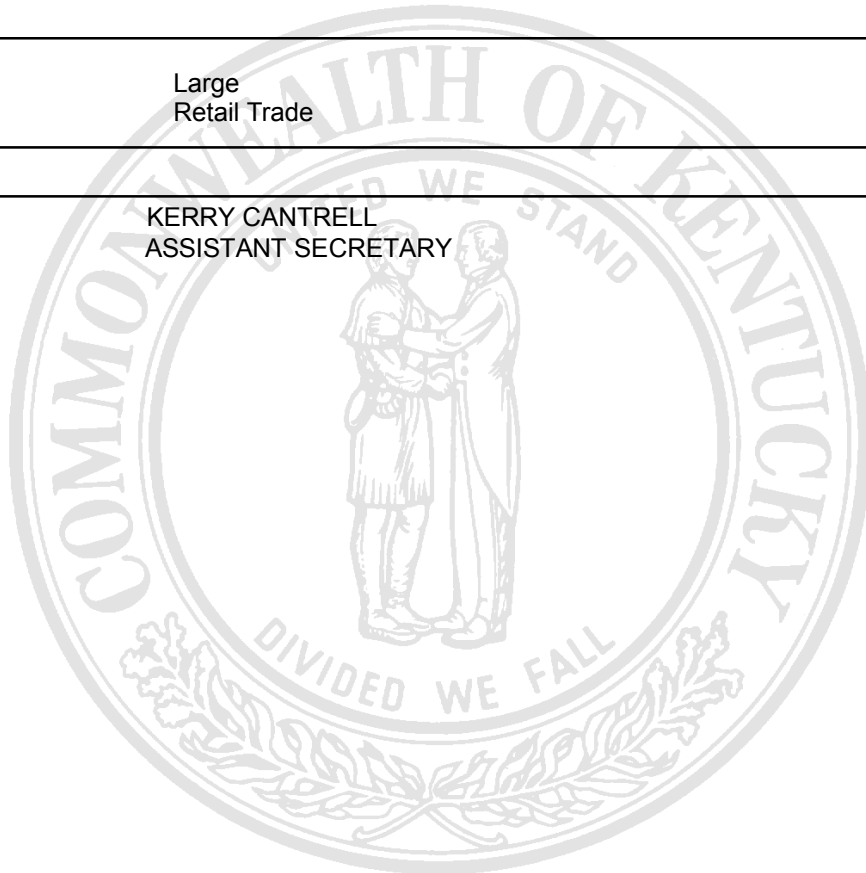 Large
Retail Trade
KERRY CANTRELL
ASSISTANT SECRETARY
COMMONWEALTH OF KENTUCKY
UNITED WE STAND
DIVIDED WE FALL